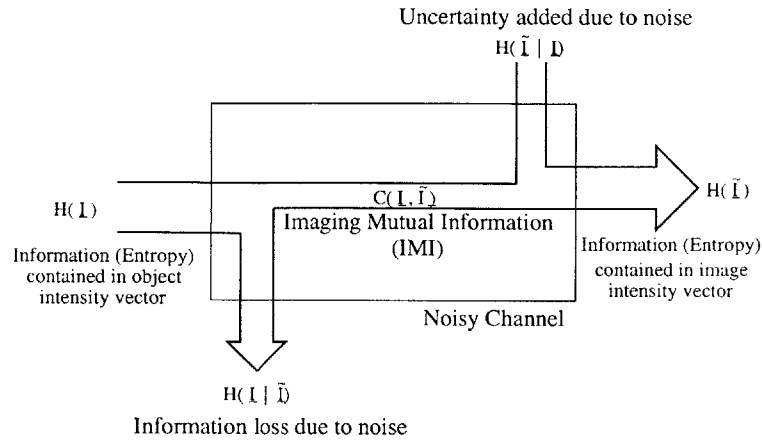 Uncertainty added due to noise
H( Ĩ | I)
C( I, Ĩ)
H( I)
H( Ĩ)
Imaging Mutual Information
(IMI)
Information (Entropy)
contained in object
intensity vector
Information (Entropy)
contained in image
intensity vector
Noisy Channel
H( I | Ĩ)
Information loss due to noise